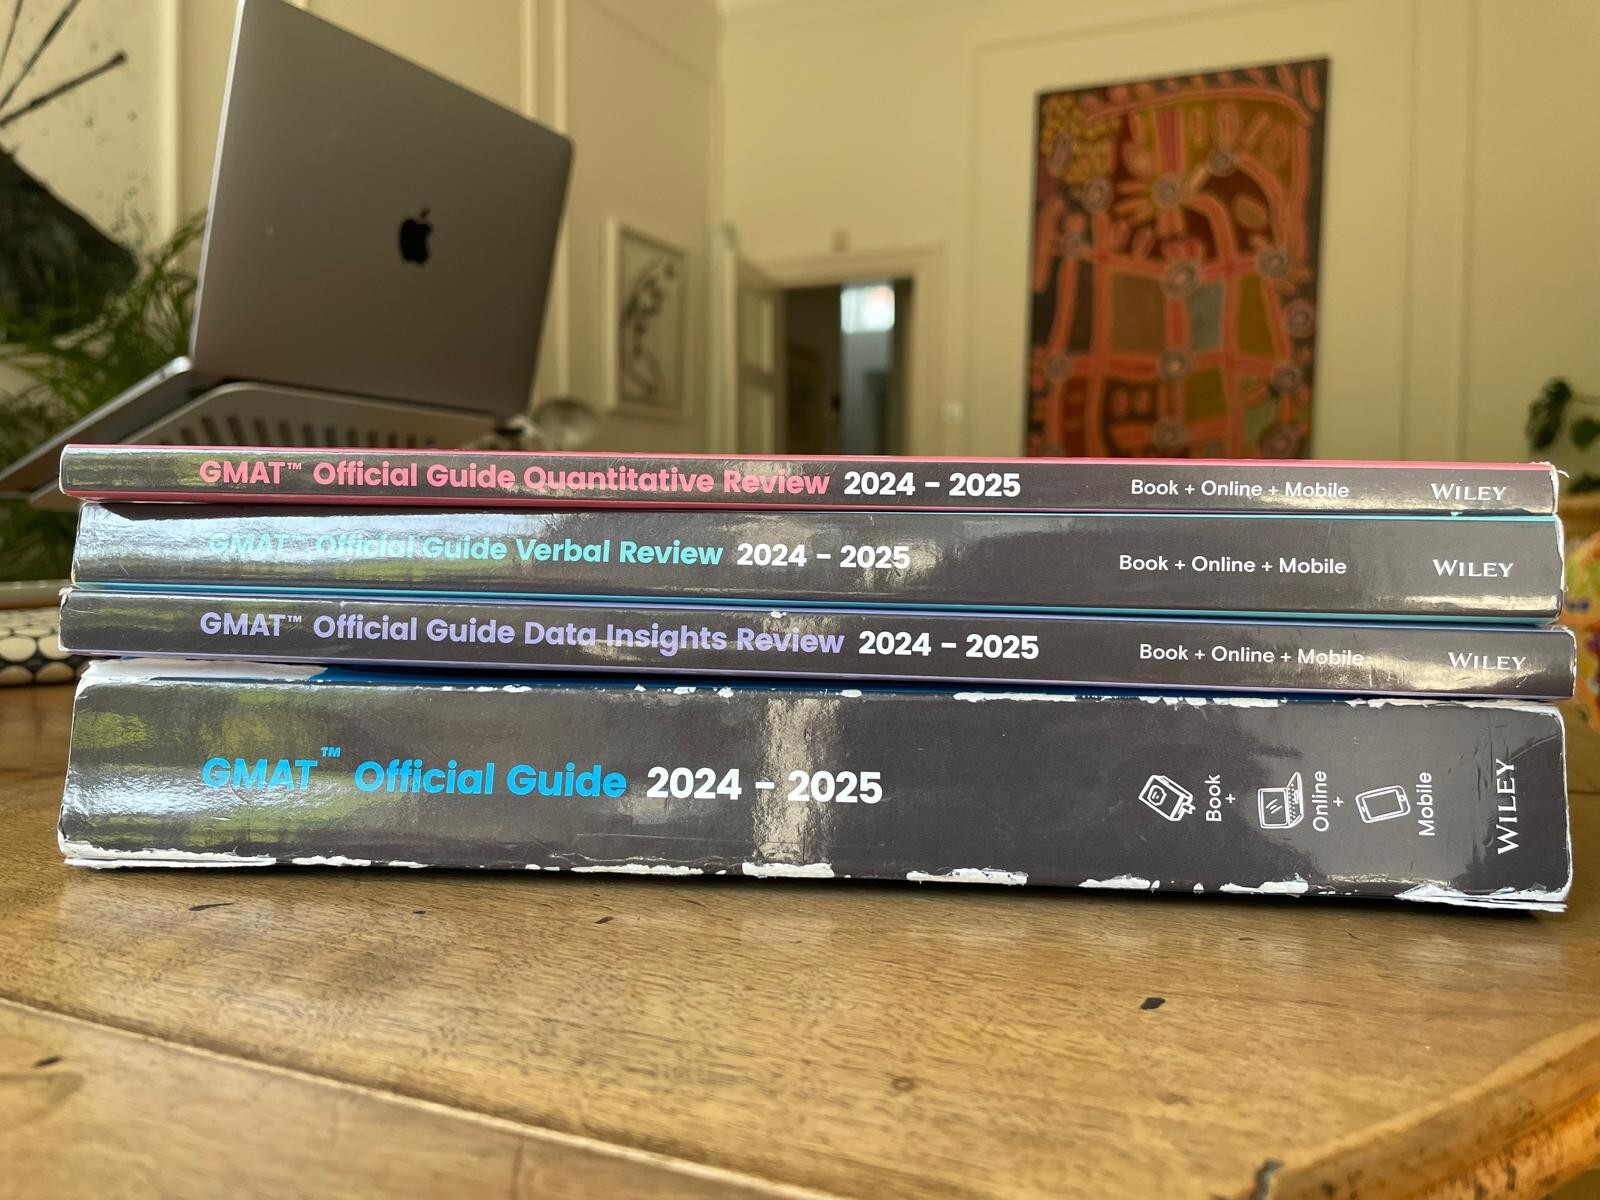 GMAT™ Official Guide Quantitative Review 2024 – 2025 Book + Online + Mobile WILEY
GMAT™ Official Guide Verbal Review 2024 – 2025 Book + Online + Mobile WILEY
GMAT™ Official Guide Data Insights Review 2024 – 2025 Book + Online + Mobile WILEY
GMAT™ Official Guide 2024 – 2025 Book + Online + Mobile WILEY